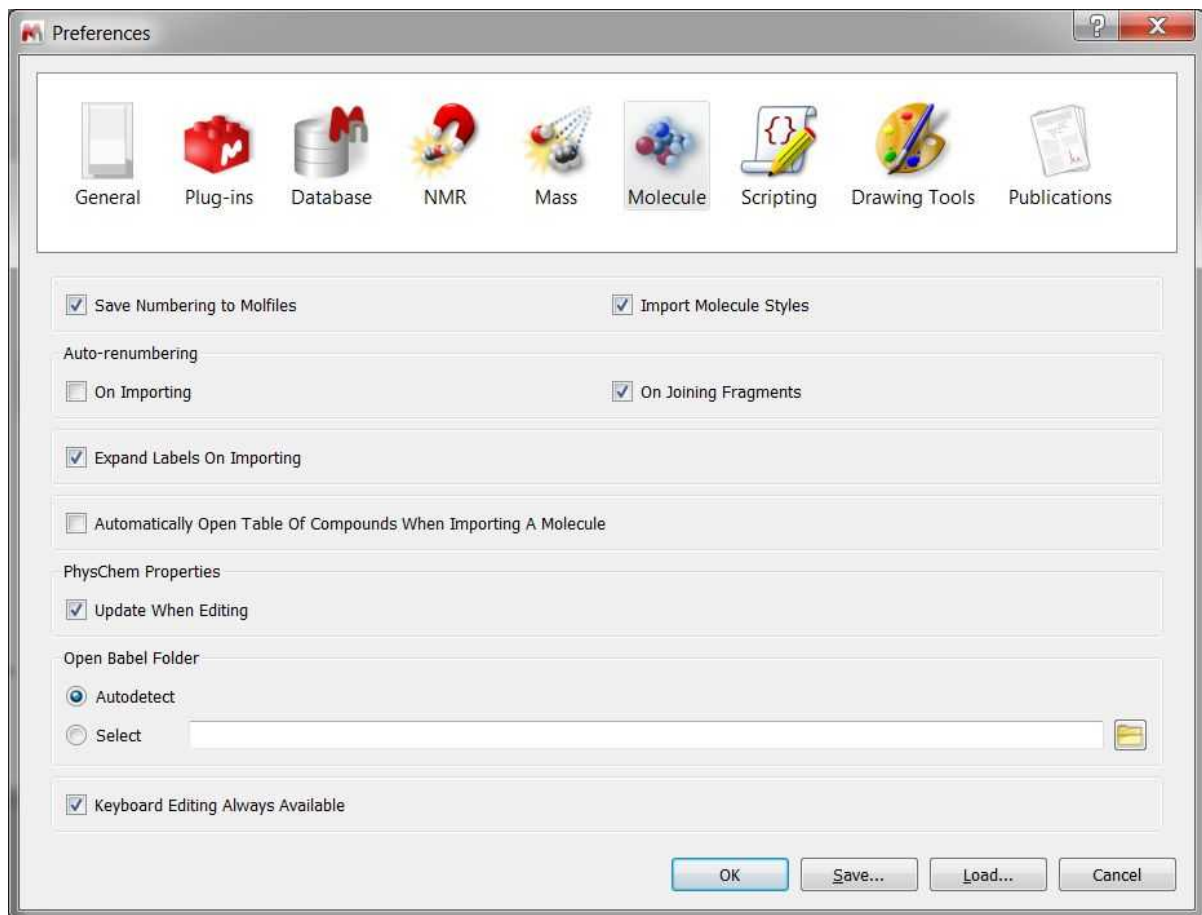 Preferences
General Plug-ins Database NMR Mass Molecule Scripting Drawing Tools Publications
Save Numbering to Molfiles Import Molecule Styles
Auto-renumbering
On Importing On Joining Fragments
Expand Labels On Importing
Automatically Open Table Of Compounds When Importing A Molecule
PhysChem Properties
Update When Editing
Open Babel Folder
Autodetect
Select
Keyboard Editing Always Available
OK Save... Load... Cancel